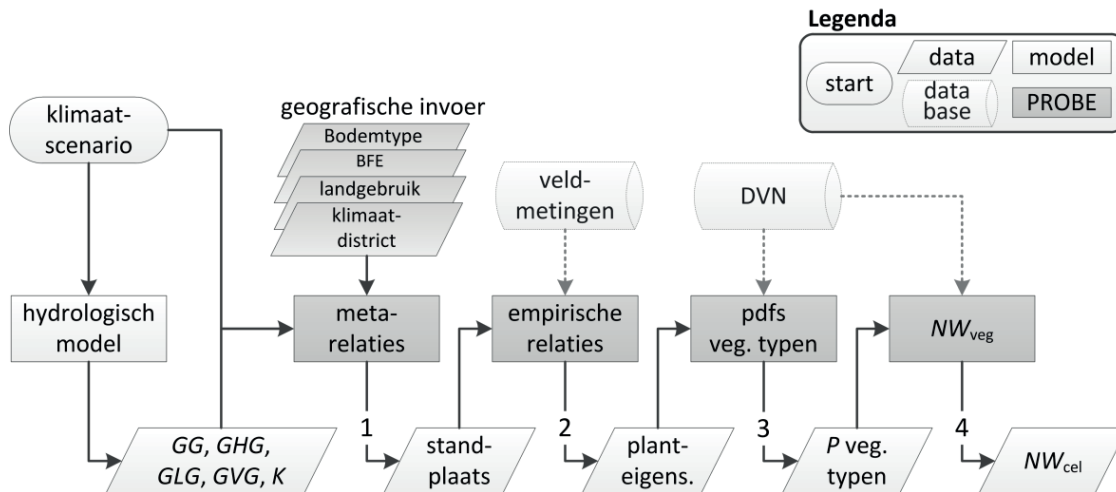 Legenda
start
data
model
data
base
PROBE
klimaat-
scenario
geografische invoer
Bodemtype
BFE
landgebruik
klimaat-
district
veld-
metingen
DVN
hydrologisch
model
meta-
relaties
empirische
relaties
pdfs
veg. typen
NWveg
1
2
3
4
GG, GHG,
GLG, GVG, K
stand-
plaats
plant-
eigens.
P veg.
typen
NWcel